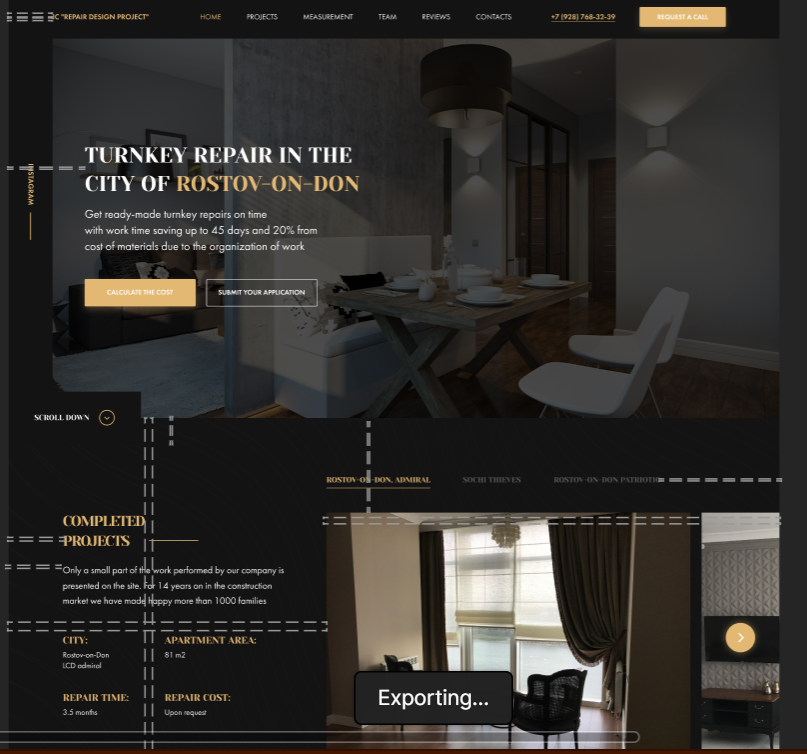 "REPAIR DESIGN PROJECT"
HOME
PROJECTS
MEASUREMENT
TEAM
REVIEWS
CONTACTS
+7 (928) 768-32-39
REQUEST A CALL
INSTAGRAM
TURNKEY REPAIR IN THE
CITY OF ROSTOV-ON-DON
Get ready-made turnkey repairs on time
with work time saving up to 45 days and 20% from
cost of materials due to the organization of work
CALCULATE THE COST
SUBMIT YOUR APPLICATION
SCROLL DOWN
ROSTOV-ON-DON, ADMIRAL
SOCHI THIEVES
ROSTOV-ON-DON PATRIOTIC
COMPLETED
PROJECTS
Only a small part of the work performed by our company is
presented on the site. For 14 years on in the construction
market we have made happy more than 1000 families
CITY:
Rostov-on-Don
LCD admiral
APARTMENT AREA:
81 m2
REPAIR TIME:
3.5 months
REPAIR COST:
Upon request
Exporting...